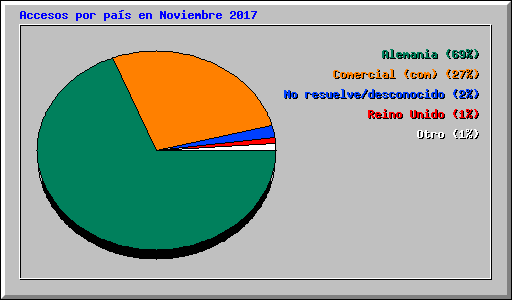 Accesos por país en Noviembre 2017
Alemania (69%)
Comercial (com) (27%)
No resuelve/desconocido (2%)
Reino Unido (1%)
Otro (1%)